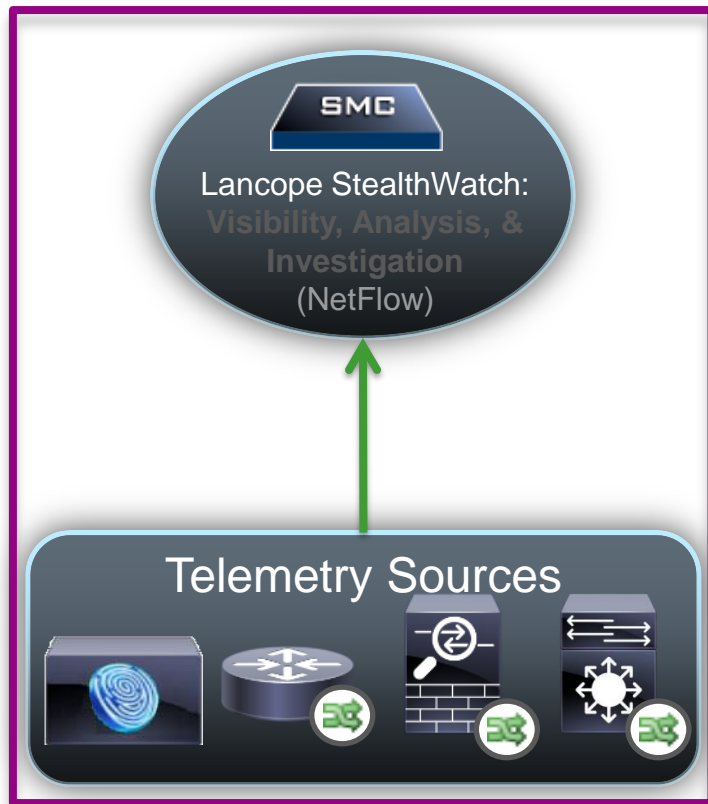 SMC
Lancope StealthWatch:
Visibility, Analysis, &
Investigation
(NetFlow)
Telemetry Sources